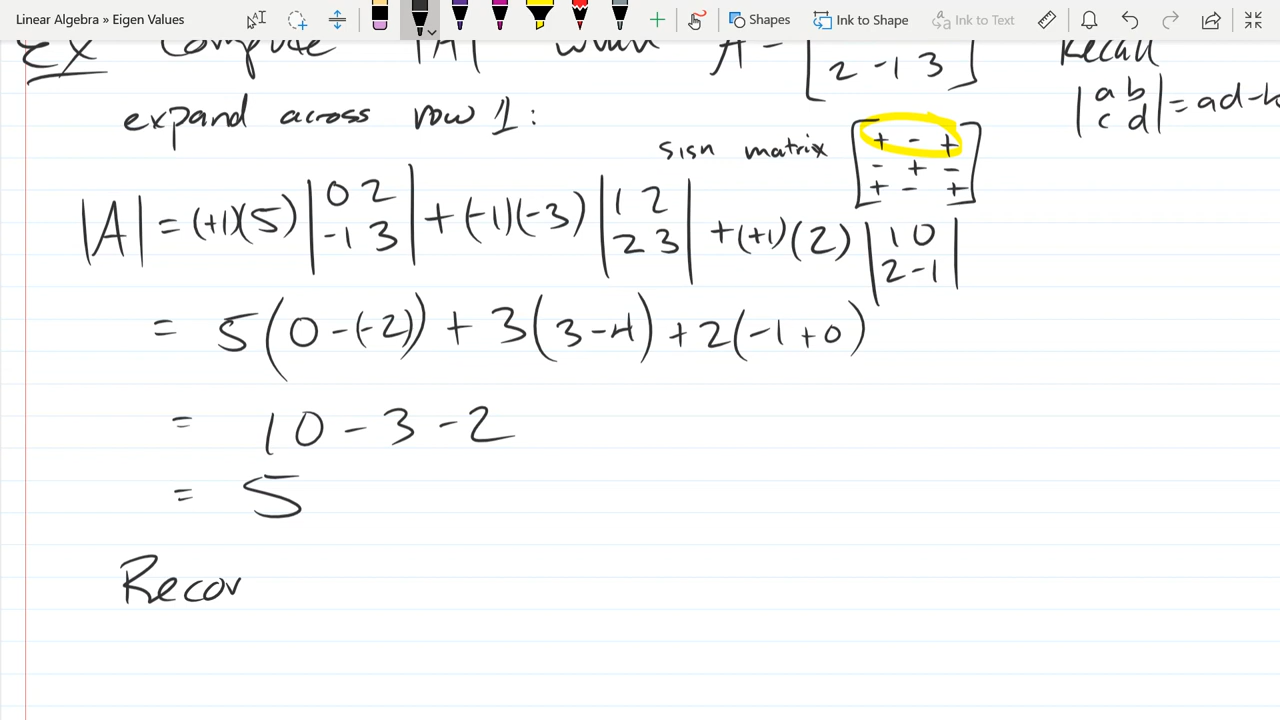 Linear Algebra » Eigen Values
Shapes
Ink to Shape
Ink to Text
Ex Compute |A| when A = Recall
2 -1 3
expand across row 1:
a b
c d
= ad-b
sign matrix
+ - +
- + -
+ - +
|A| = (+1)(5) | 0 2 | + (-1)(-3) | 1 2 | + (+1)(2) | 1 0 |
| -1 3 | | 2 3 | | 2 -1 |
= 5(0-(-2)) + 3(3-4) + 2(-1+0)
= 10 - 3 - 2
= 5
Recor